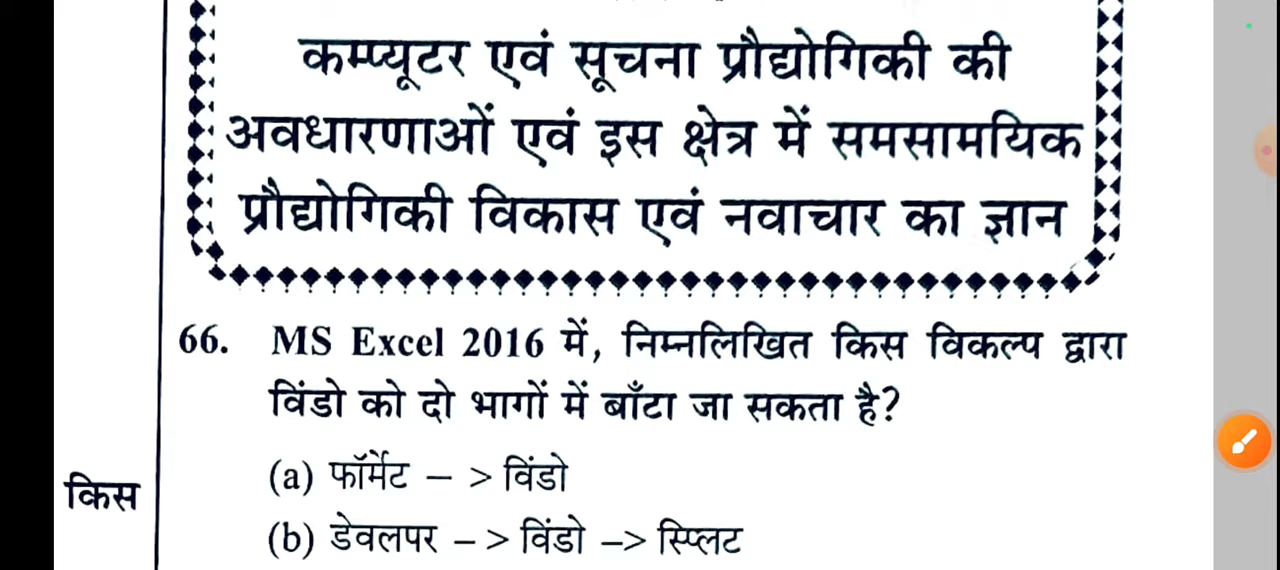 कम्प्यूटर एवं सूचना प्रौद्योगिकी की
अवधारणाओं एवं इस क्षेत्र में समसामयिक
प्रौद्योगिकी विकास एवं नवाचार का ज्ञान
66. MS Excel 2016 में, निम्नलिखित किस विकल्प द्वारा
विंडो को दो भागों में बाँटा जा सकता है?
(a) फॉर्मेट – > विंडो
किस
(b) डेवलपर – > विंडो –> स्प्लिट